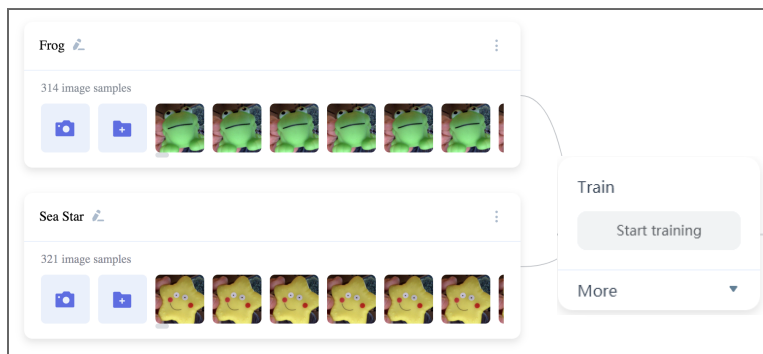 Frog
314 image samples
Sea Star
321 image samples
Train
Start training
More